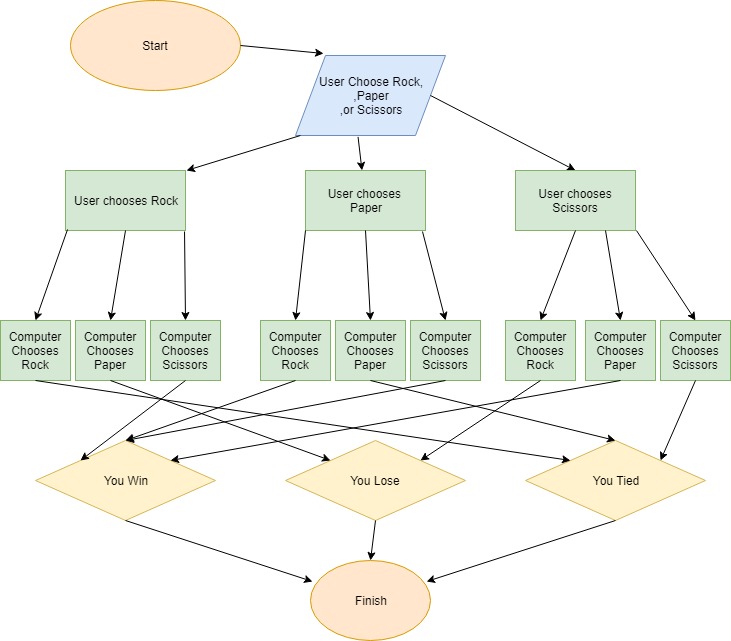 Start
User Choose Rock,
,Paper
,or Scissors
User chooses Rock
User chooses
Paper
User chooses
Scissors
Computer
Chooses
Rock
Computer
Chooses
Paper
Computer
Chooses
Scissors
Computer
Chooses
Rock
Computer
Chooses
Paper
Computer
Chooses
Scissors
Computer
Chooses
Rock
Computer
Chooses
Paper
Computer
Chooses
Scissors
You Win
You Lose
You Tied
Finish